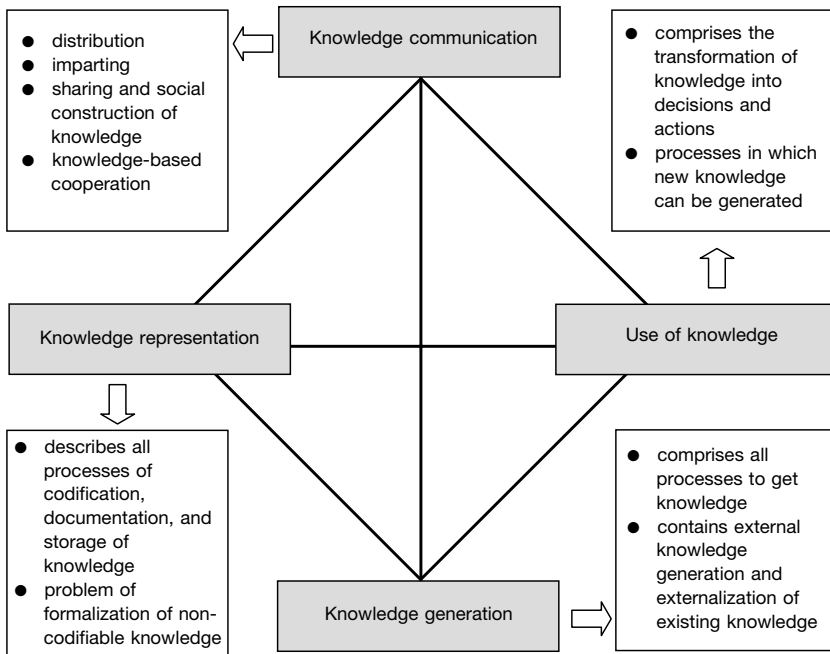 ● distribution
● imparting
● sharing and social
construction of
knowledge
● knowledge-based
cooperation
Knowledge communication
● comprises the
transformation of
knowledge into
decisions and
actions
● processes in which
new knowledge
can be generated
Knowledge representation
Use of knowledge
● describes all
processes of
codification,
documentation, and
storage of
knowledge
● problem of
formalization of non-
codifiable knowledge
Knowledge generation
● comprises all
processes to get
knowledge
● contains external
knowledge
generation and
externalization of
existing knowledge